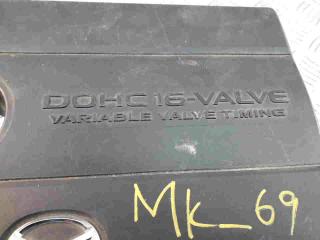 DOHC 16-VALVE
VARIABLE VALVE TIMING
MK_69